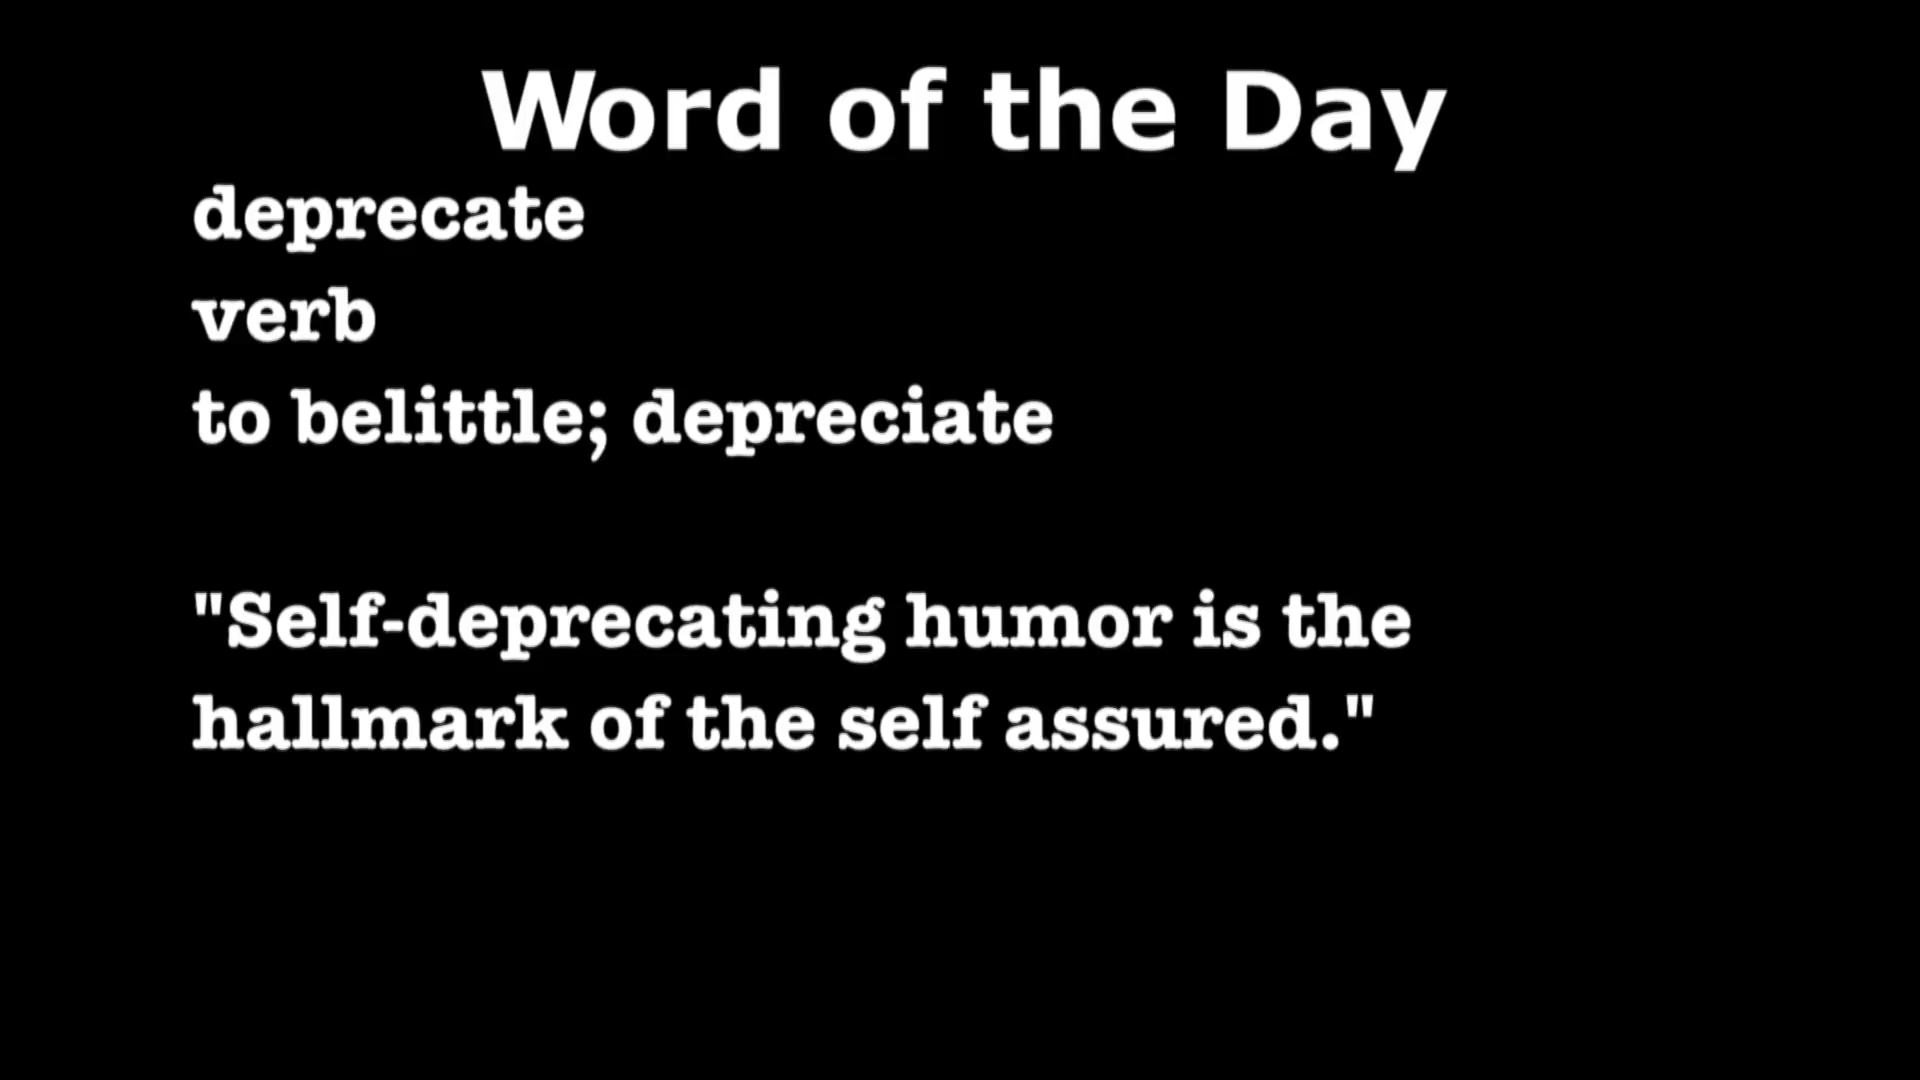 Word of the Day
deprecate
verb
to belittle; depreciate
"Self-deprecating humor is the
hallmark of the self assured."